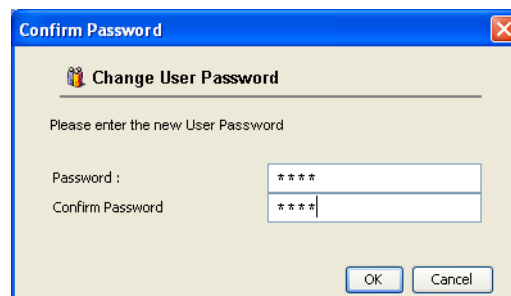 Confirm Password
Change User Password
Please enter the new User Password
Password : ****
Confirm Password ****
OK Cancel